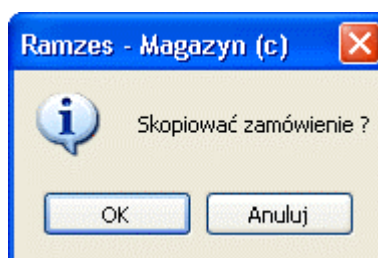 Ramzes - Magazyn (c)
Skopiować zamówienie ?
OK
Anuluj